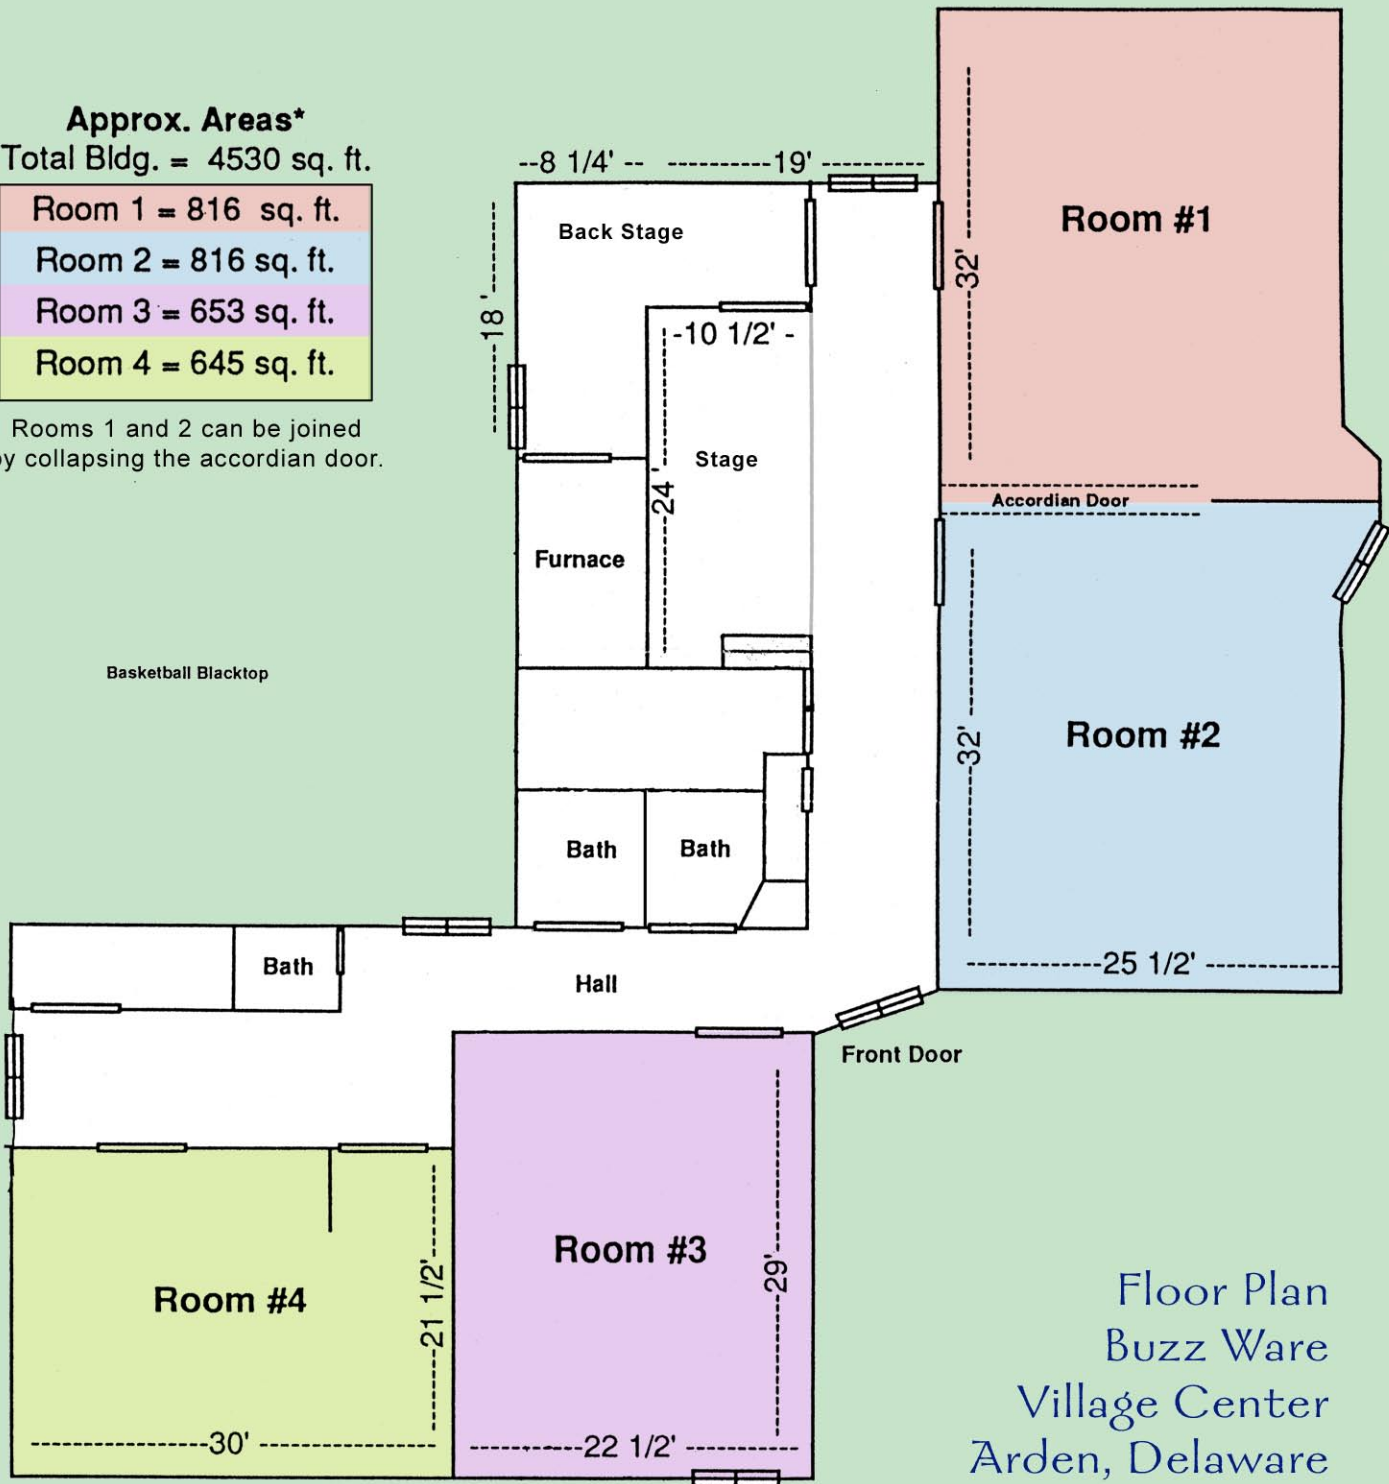 Approx. Areas*
Total Bldg. = 4530 sq. ft.
Room 1 = 816 sq. ft.
Room 2 = 816 sq. ft.
Room 3 = 653 sq. ft.
Room 4 = 645 sq. ft.
Rooms 1 and 2 can be joined
by collapsing the accordian door.
8 1/4'
19'
Back Stage
18 '
10 1/2'
Stage
24 '
Furnace
Basketball Blacktop
Bath
Bath
Bath
Hall
Front Door
Room #1
32'
Accordian Door
Room #2
32'
25 1/2'
Room #3
29'
22 1/2'
Room #4
21 1/2'
30'
Floor Plan
Buzz Ware
Village Center
Arden, Delaware